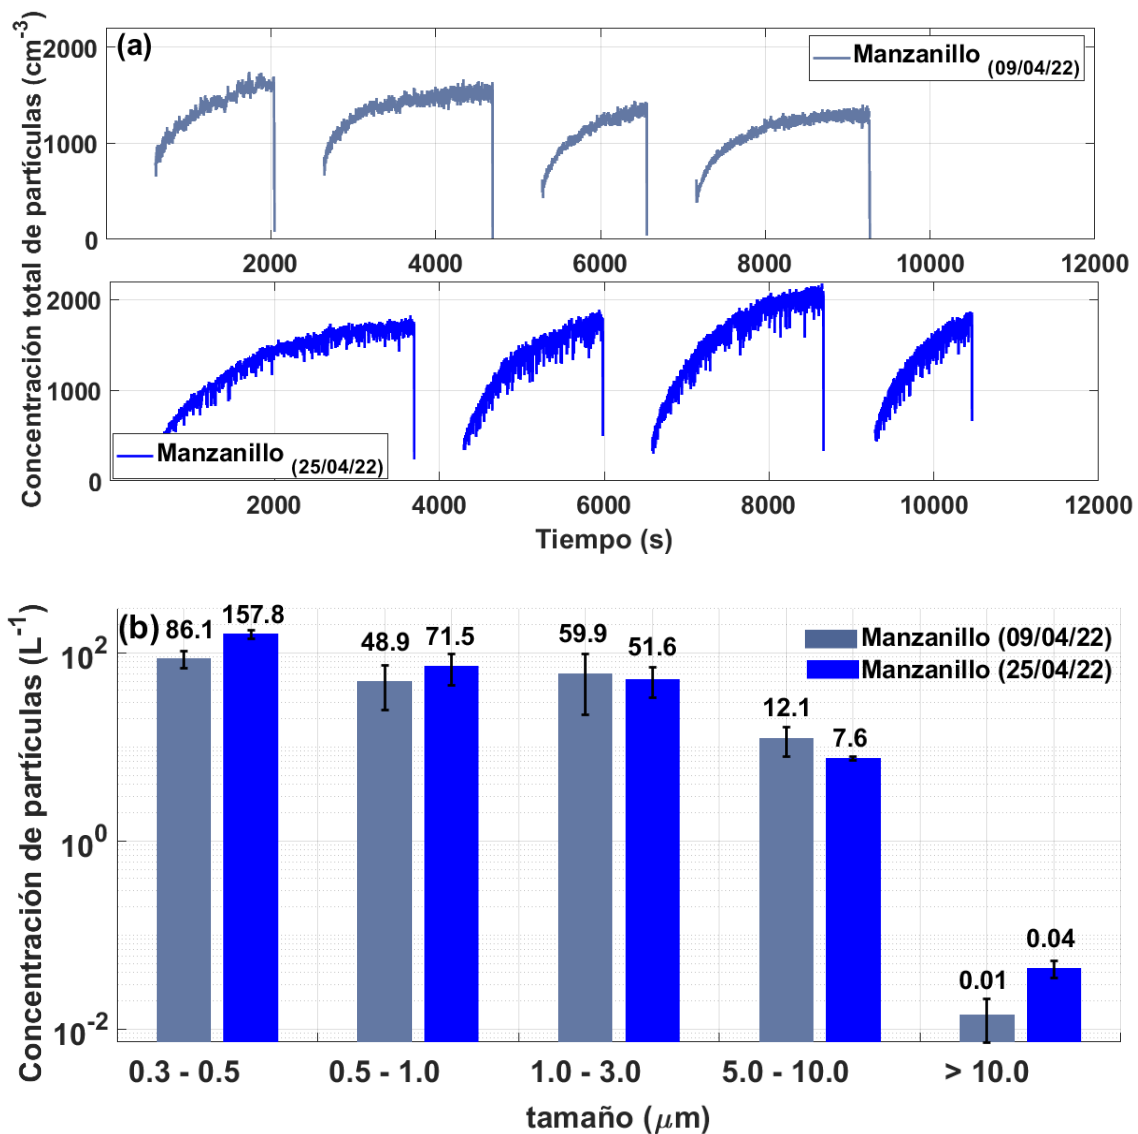 Concentración total de partículas (cm-3)
(a)
Manzanillo (09/04/22)
2000
1000
0
2000 4000 6000 8000 10000 12000
2000
1000
0
Manzanillo (25/04/22)
2000 4000 6000 8000 10000 12000
Tiempo (s)
Concentración de partículas (L-1)
(b)
86.1 157.8 48.9 71.5 59.9 51.6 12.1 7.6 0.01 0.04
Manzanillo (09/04/22)
Manzanillo (25/04/22)
10^2
10^0
10^-2
0.3 - 0.5 0.5 - 1.0 1.0 - 3.0 5.0 - 10.0 > 10.0
tamaño (μm)